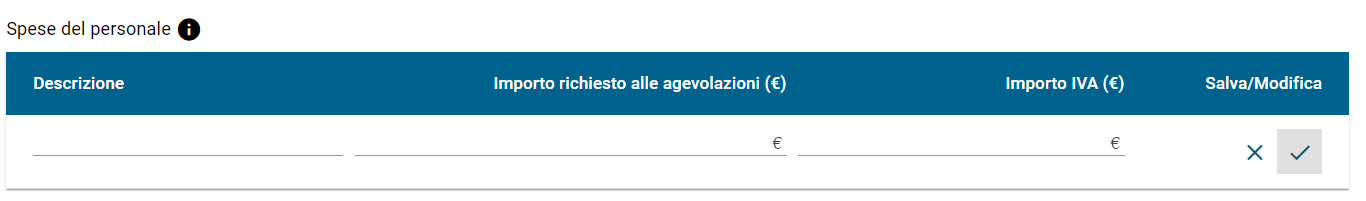 Spese del personale
Descrizione Importo richiesto alle agevolazioni (€) Importo IVA (€) Salva/Modifica
€ €